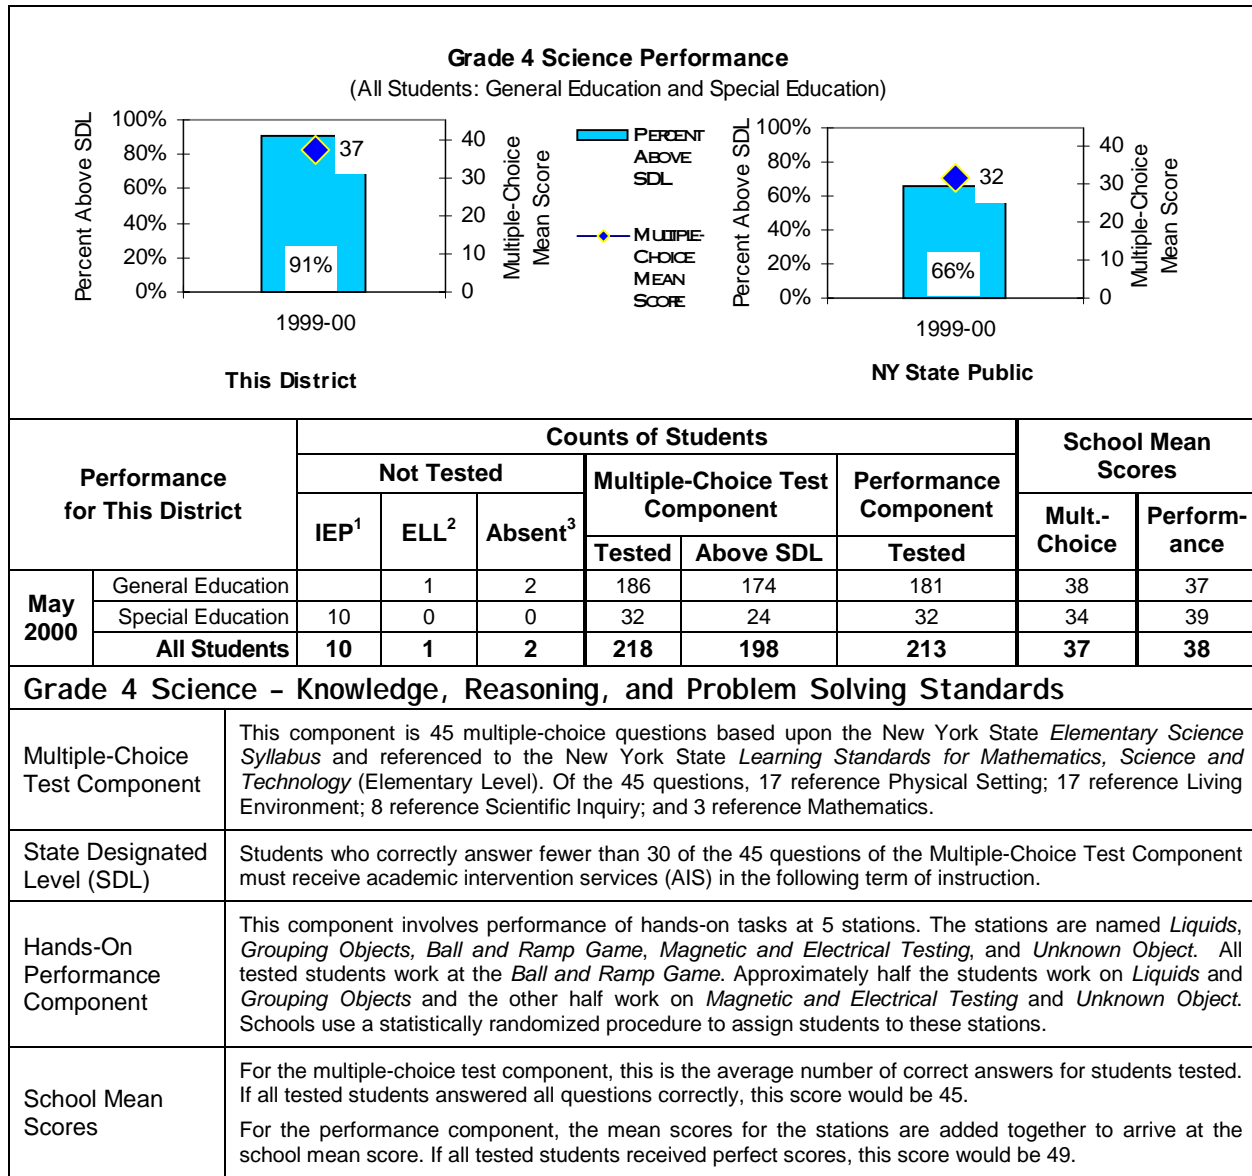 Grade 4 Science Performance
(All Students: General Education and Special Education)
Percent Above SDL
100%
80%
60%
40%
20%
0%
37
91%
40
30
20
10
0
Multiple-Choice
Mean Score
1999-00
This District
PERCENT
ABOVE
SDL
MULTIPLE-
CHOICE
MEAN
SCORE
Percent Above SDL
100%
80%
60%
40%
20%
0%
32
66%
40
30
20
10
0
Multiple-Choice
Mean Score
1999-00
NY State Public
Performance
for This District
Counts of Students
School Mean
Scores
Not Tested
Multiple-Choice Test
Component
Performance
Component
IEP1 ELL2 Absent3
Tested Above SDL Tested
Mult.-
Choice
Perform-
ance
May
2000
General Education 1 2 186 174 181 38 37
Special Education 10 0 0 32 24 32 34 39
All Students 10 1 2 218 198 213 37 38
Grade 4 Science – Knowledge, Reasoning, and Problem Solving Standards
Multiple-Choice
Test Component
This component is 45 multiple-choice questions based upon the New York State Elementary Science
Syllabus and referenced to the New York State Learning Standards for Mathematics, Science and
Technology (Elementary Level). Of the 45 questions, 17 reference Physical Setting; 17 reference Living
Environment; 8 reference Scientific Inquiry; and 3 reference Mathematics.
State Designated
Level (SDL)
Students who correctly answer fewer than 30 of the 45 questions of the Multiple-Choice Test Component
must receive academic intervention services (AIS) in the following term of instruction.
Hands-On
Performance
Component
This component involves performance of hands-on tasks at 5 stations. The stations are named Liquids,
Grouping Objects, Ball and Ramp Game, Magnetic and Electrical Testing, and Unknown Object. All
tested students work at the Ball and Ramp Game. Approximately half the students work on Liquids and
Grouping Objects and the other half work on Magnetic and Electrical Testing and Unknown Object.
Schools use a statistically randomized procedure to assign students to these stations.
School Mean
Scores
For the multiple-choice test component, this is the average number of correct answers for students tested.
If all tested students answered all questions correctly, this score would be 45.
For the performance component, the mean scores for the stations are added together to arrive at the
school mean score. If all tested students received perfect scores, this score would be 49.